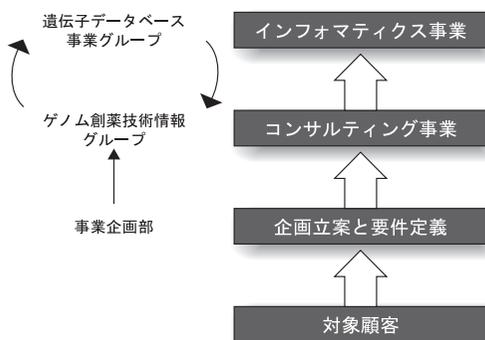 遺伝子データベース
事業グループ
ゲノム創薬技術情報
グループ
事業企画部
インフォマティクス事業
コンサルティング事業
企画立案と要件定義
対象顧客